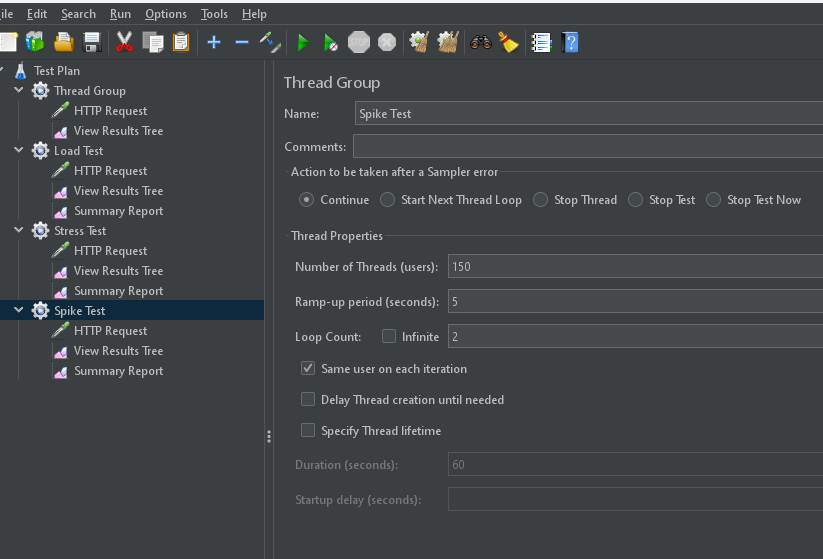 ile Edit Search Run Options Tools Help
STOP
Test Plan
Thread Group
HTTP Request
View Results Tree
Load Test
HTTP Request
View Results Tree
Summary Report
Stress Test
HTTP Request
View Results Tree
Summary Report
Spike Test
HTTP Request
View Results Tree
Summary Report
Thread Group
Name: Spike Test
Comments:
Action to be taken after a Sampler error
Continue Start Next Thread Loop Stop Thread Stop Test Stop Test Now
Thread Properties
Number of Threads (users): 150
Ramp-up period (seconds): 5
Loop Count: Infinite 2
Same user on each iteration
Delay Thread creation until needed
Specify Thread lifetime
Duration (seconds): 60
Startup delay (seconds):